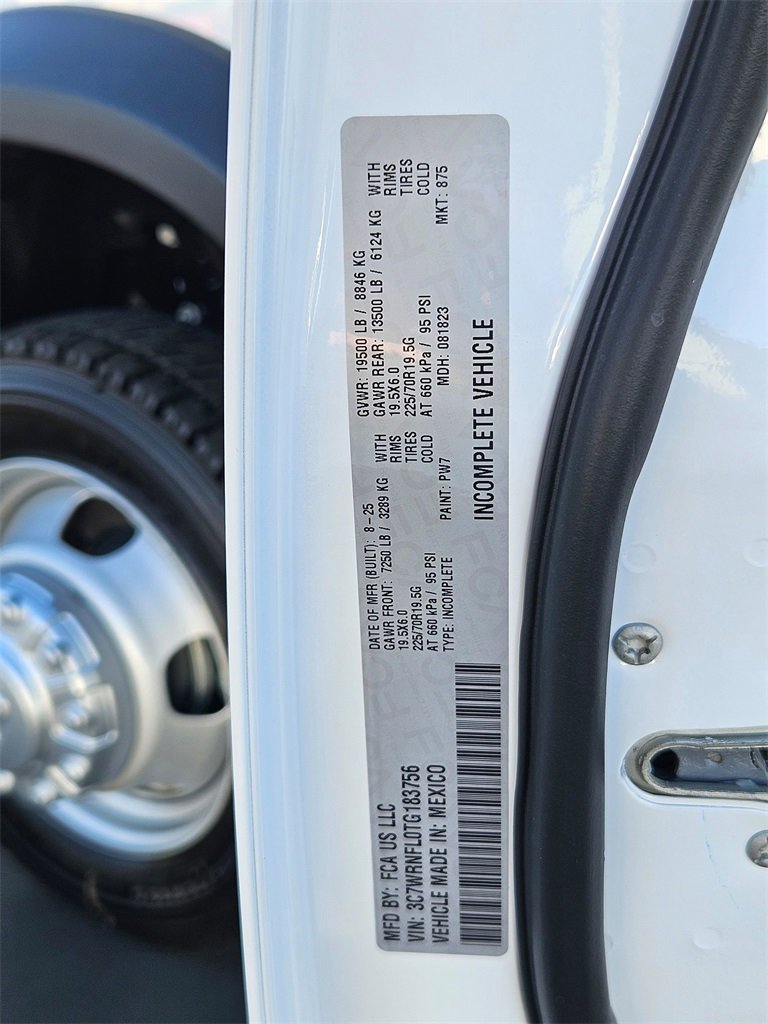 MFD BY: FCA US LLC
VIN: 3C7WRNFL0TG183756
VEHICLE MADE IN: MEXICO
DATE OF MFR (BUILT): 8-25
GAWR FRONT: 7250 LB / 3289 KG WITH
19.5X6.0 RIMS
225/70R19.5G TIRES
AT 660 kPa / 95 PSI COLD
TYPE: INCOMPLETE PAINT: PW7
GVWR: 19500 LB / 8846 KG
GAWR REAR: 13500 LB / 6124 KG WITH
19.5X6.0 RIMS
225/70R19.5G TIRES
AT 660 kPa / 95 PSI COLD
MDH: 081823 MKT: 875
INCOMPLETE VEHICLE